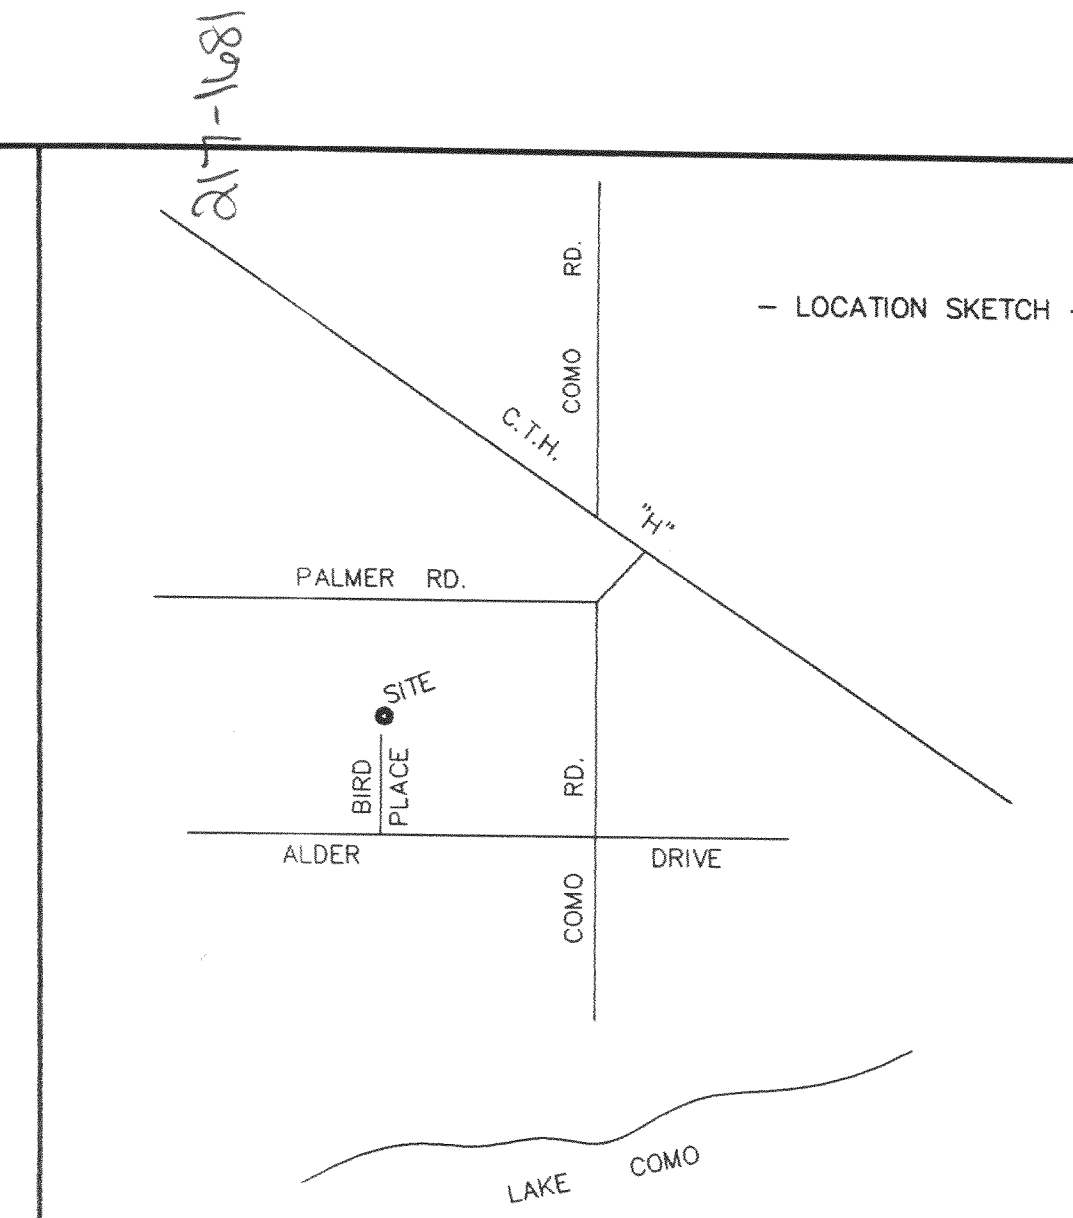 217-1681
- LOCATION SKETCH -
COMO RD.
C.T.H. "H"
PALMER RD.
SITE
BIRD
PLACE
COMO RD.
ALDER DRIVE
LAKE COMO